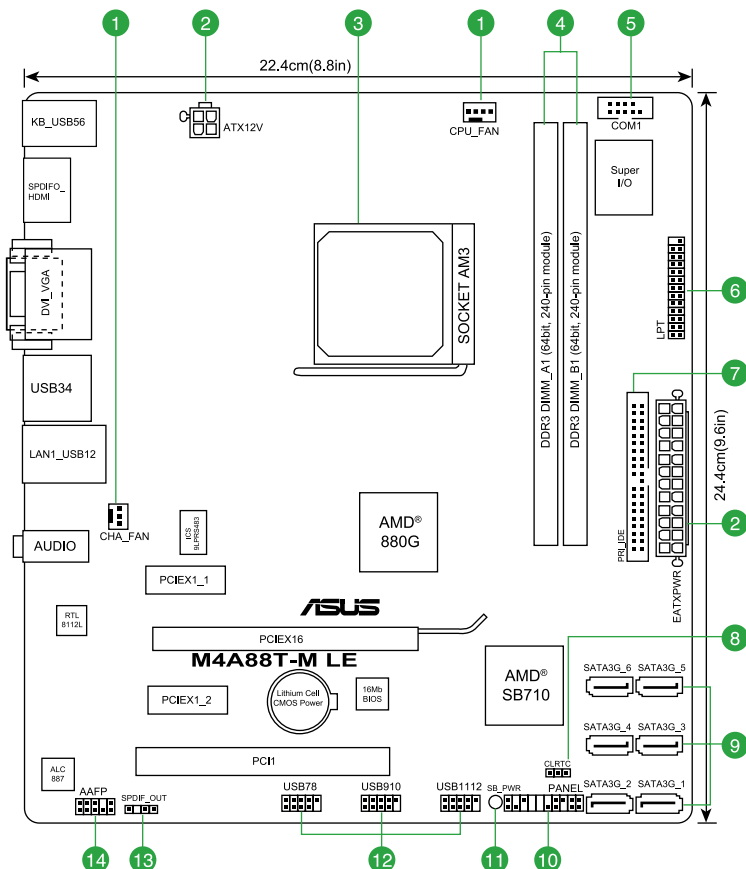 1
2
3
1
4
5
22.4cm(8.8in)
KB_USB56
ATX12V
CPU_FAN
COM1
SPDIFO_
HDMI
Super
I/O
DVI_VGA
SOCKET AM3
DDR3 DIMM_A1 (64bit, 240-pin module)
DDR3 DIMM_B1 (64bit, 240-pin module)
LPT
6
USB34
7
LAN1_USB12
24.4cm(9.6in)
1
CHA_FAN
ICS
9LPRS483
AMD®
880G
PRI_IDE
2
AUDIO
EATXPWR
PCIEX1_1
RTL
8112L
ASUS
PCIEX16
M4A88T-M LE
8
AMD®
SB710
SATA3G_6
SATA3G_5
PCIEX1_2
Lithium Cell
CMOS Power
16Mb
BIOS
SATA3G_4
SATA3G_3
9
PCI1
CLRTC
ALC
887
AAFP
SPDIF_OUT
USB78
USB910
USB1112
SB_PWR
PANEL
SATA3G_2
SATA3G_1
14
13
12
11
10